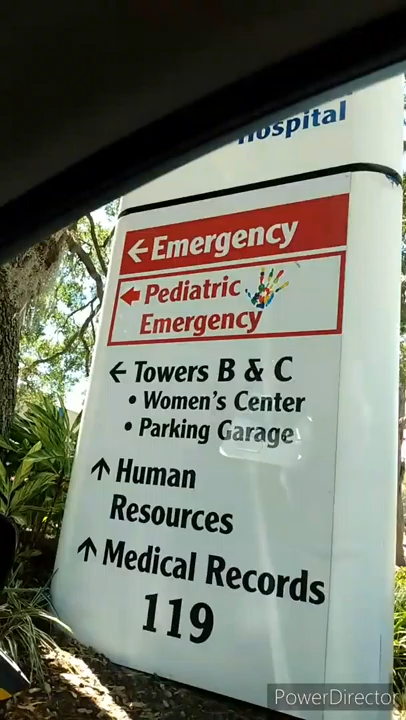 Hospital
← Emergency
← Pediatric
Emergency
← Towers B & C
• Women's Center
• Parking Garage
↑ Human
Resources
↑ Medical Records
119
PowerDirector